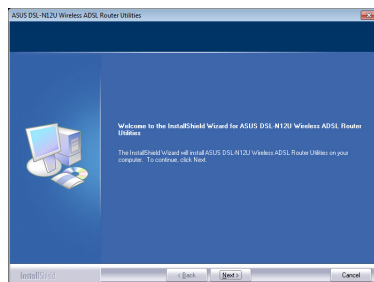 ASUS DSL-N12U Wireless ADSL Router Utilities
Welcome to the InstallShield Wizard for ASUS DSL-N12U Wireless ADSL Router
Utilities
The InstallShield Wizard will install ASUS DSL-N12U Wireless ADSL Router Utilities on your
computer. To continue, click Next.
InstallShield
< Back
Next >
Cancel